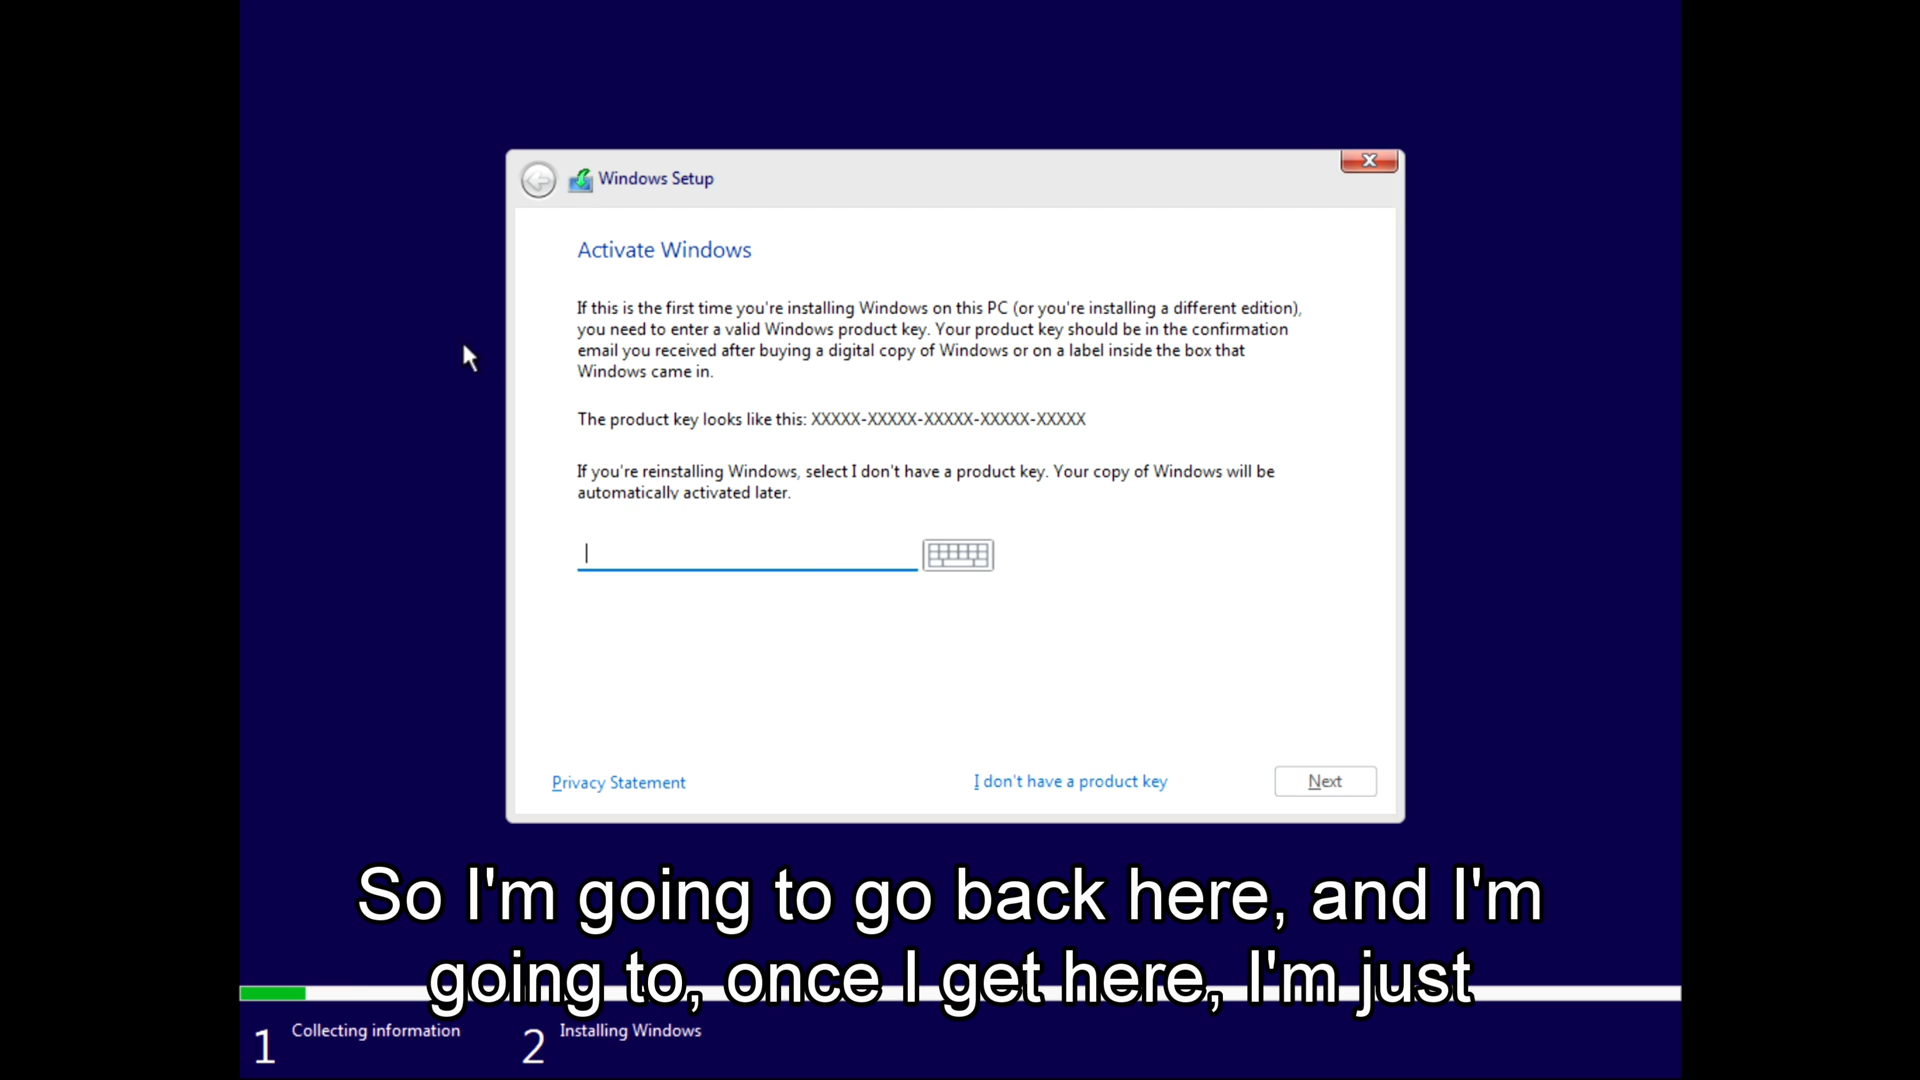 Windows Setup
Activate Windows
If this is the first time you're installing Windows on this PC (or you're installing a different edition),
you need to enter a valid Windows product key. Your product key should be in the confirmation
email you received after buying a digital copy of Windows or on a label inside the box that
Windows came in.
The product key looks like this: XXXXX-XXXXX-XXXXX-XXXXX-XXXXX
If you're reinstalling Windows, select I don't have a product key. Your copy of Windows will be
automatically activated later.
Privacy Statement
I don't have a product key
Next
So I'm going to go back here, and I'm
going to, once I get here, I'm just
1 Collecting information
2 Installing Windows